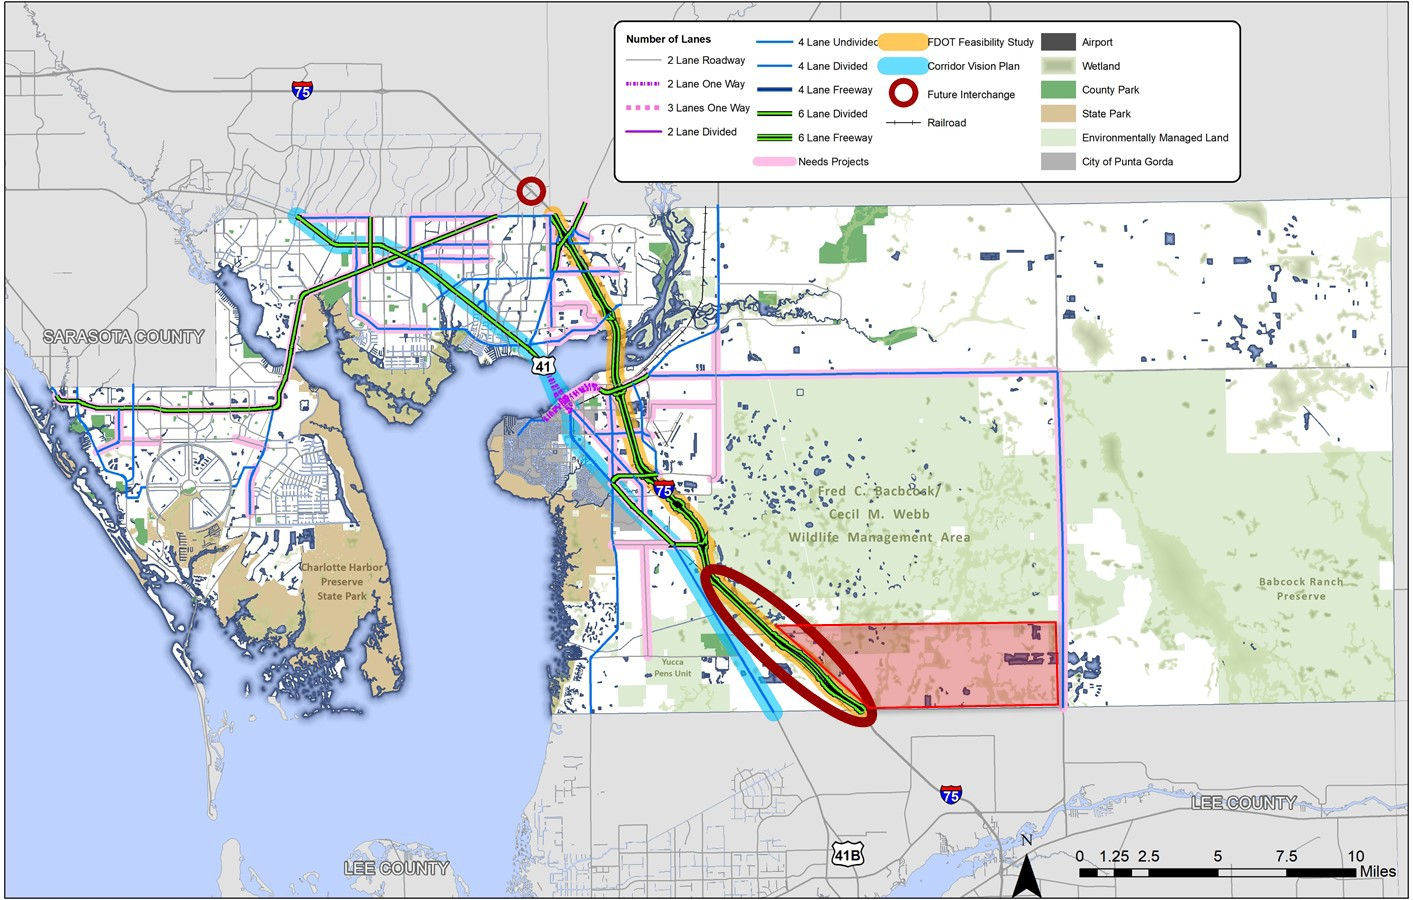 Number of Lanes
2 Lane Roadway
2 Lane One Way
3 Lanes One Way
2 Lane Divided
4 Lane Undivided
4 Lane Divided
4 Lane Freeway
6 Lane Divided
6 Lane Freeway
Needs Projects
FDOT Feasibility Study
Corridor Vision Plan
Future Interchange
Railroad
Airport
Wetland
County Park
State Park
Environmentally Managed Land
City of Punta Gorda
75
SARASOTA COUNTY
41
75
Fred C. Bacbcock/
Cecil M. Webb
Wildlife Management Area
Charlotte Harbor
Preserve
State Park
Babcock Ranch
Preserve
Yucca
Pens Unit
75
LEE COUNTY
41B
LEE COUNTY
N
0 1.25 2.5 5 7.5 10
Miles